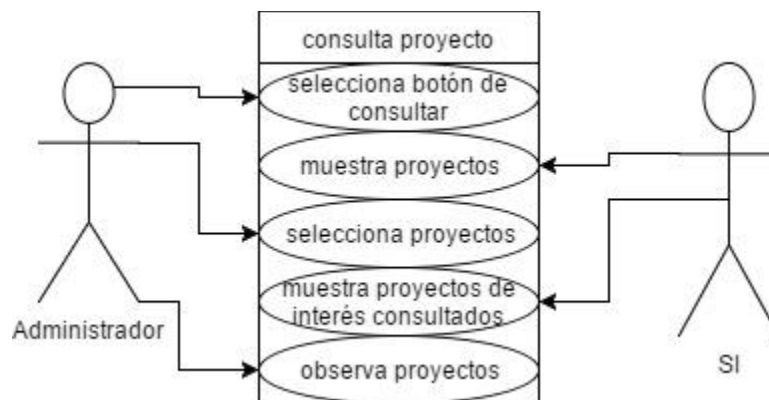 consulta proyecto
selecciona botón de
consultar
muestra proyectos
selecciona proyectos
muestra proyectos de
interés consultados
Administrador
SI
observa proyectos